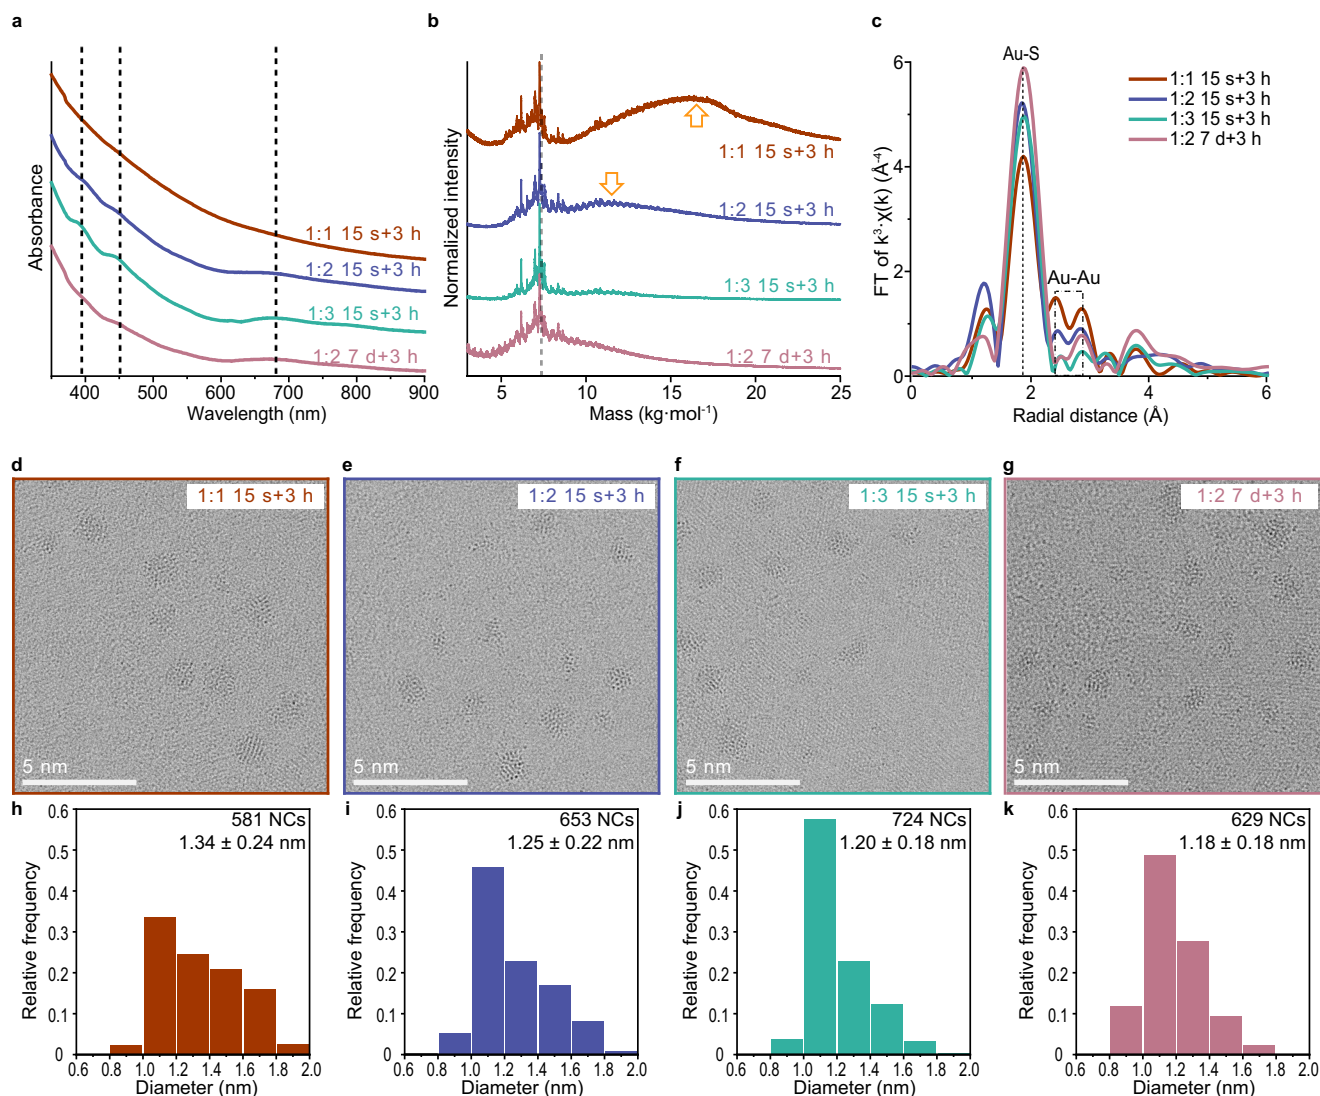 a
Absorbance
1:1 15 s+3 h
1:2 15 s+3 h
1:3 15 s+3 h
1:2 7 d+3 h
400 500 600 700 800 900
Wavelength (nm)
b
Normalized intensity
1:1 15 s+3 h
1:2 15 s+3 h
1:3 15 s+3 h
1:2 7 d+3 h
5 10 15 20 25
Mass (kg·mol-1)
c
FT of k³·χ(k) (Å-4)
6
4
2
0
Au-S
Au-Au
1:1 15 s+3 h
1:2 15 s+3 h
1:3 15 s+3 h
1:2 7 d+3 h
0 2 4 6
Radial distance (Å)
d
1:1 15 s+3 h
5 nm
e
1:2 15 s+3 h
5 nm
f
1:3 15 s+3 h
5 nm
g
1:2 7 d+3 h
5 nm
h
Relative frequency
0.6
0.5
0.4
0.3
0.2
0.1
0
581 NCs
1.34 ± 0.24 nm
0.6 0.8 1.0 1.2 1.4 1.6 1.8 2.0
Diameter (nm)
i
Relative frequency
0.6
0.5
0.4
0.3
0.2
0.1
0
653 NCs
1.25 ± 0.22 nm
0.6 0.8 1.0 1.2 1.4 1.6 1.8 2.0
Diameter (nm)
j
Relative frequency
0.6
0.5
0.4
0.3
0.2
0.1
0
724 NCs
1.20 ± 0.18 nm
0.6 0.8 1.0 1.2 1.4 1.6 1.8 2.0
Diameter (nm)
k
Relative frequency
0.6
0.5
0.4
0.3
0.2
0.1
0
629 NCs
1.18 ± 0.18 nm
0.6 0.8 1.0 1.2 1.4 1.6 1.8 2.0
Diameter (nm)